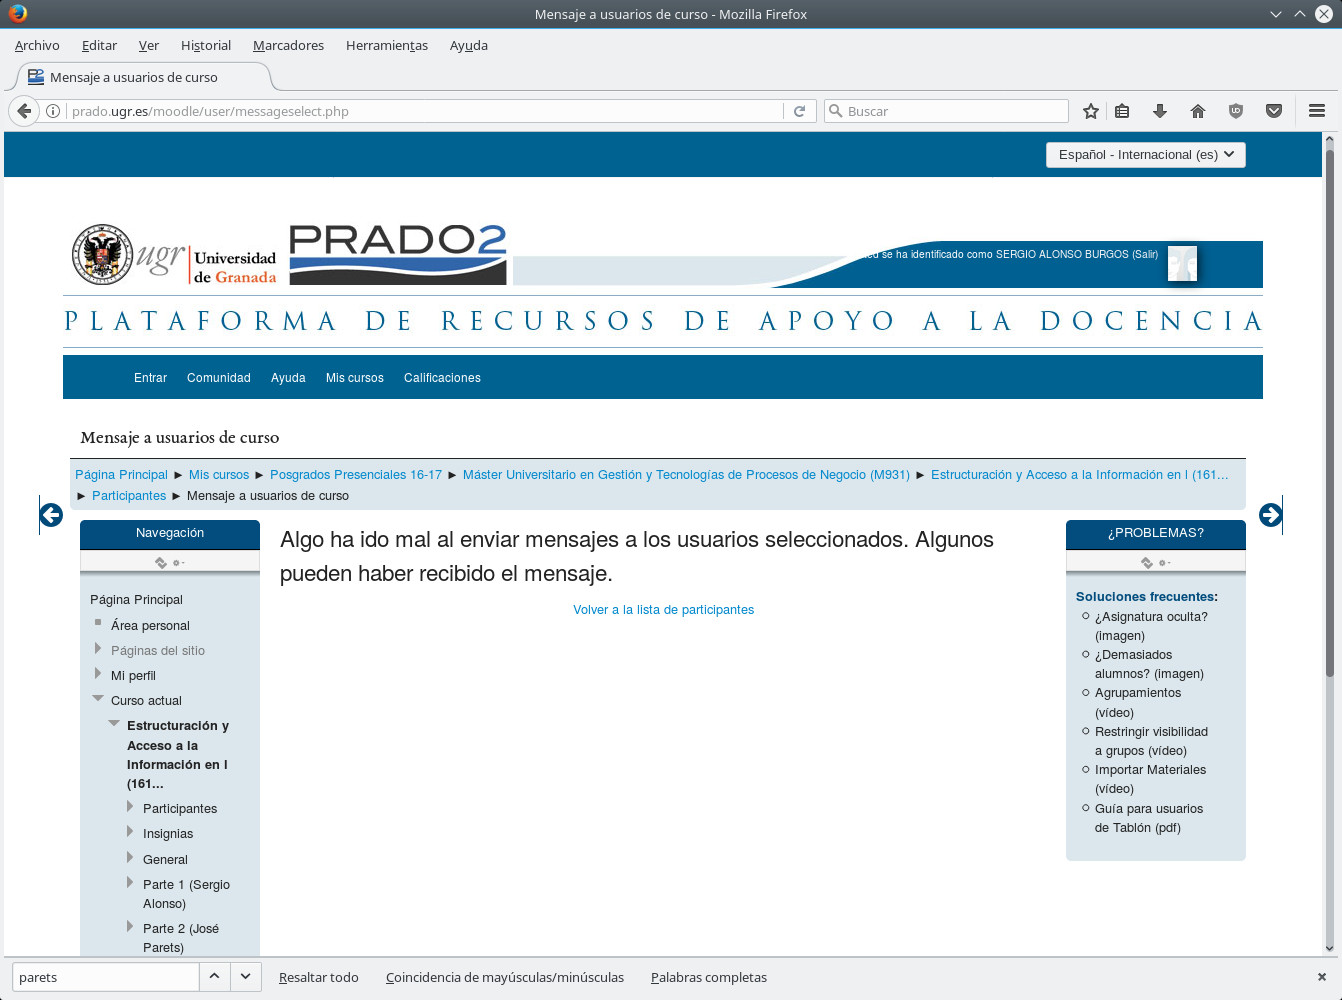 Mensaje a usuarios de curso - Mozilla Firefox
Archivo Editar Ver Historial Marcadores Herramientas Ayuda
Mensaje a usuarios de curso
prado.ugr.es/moodle/user/messageselect.php
Buscar
Español - Internacional (es)
ugr Universidad de Granada
PRADO2
se ha identificado como SERGIO ALONSO BURGOS (Salir)
PLATAFORMA DE RECURSOS DE APOYO A LA DOCENCIA
Entrar Comunidad Ayuda Mis cursos Calificaciones
Mensaje a usuarios de curso
Página Principal ► Mis cursos ► Posgrados Presenciales 16-17 ► Máster Universitario en Gestión y Tecnologías de Procesos de Negocio (M931) ► Estructuración y Acceso a la Información en I (161...
► Participantes ► Mensaje a usuarios de curso
Navegación
Página Principal
Área personal
Páginas del sitio
Mi perfil
Curso actual
Estructuración y
Acceso a la
Información en I
(161...
Participantes
Insignias
General
Parte 1 (Sergio
Alonso)
Parte 2 (José
Parets)
Algo ha ido mal al enviar mensajes a los usuarios seleccionados. Algunos
pueden haber recibido el mensaje.
Volver a la lista de participantes
¿PROBLEMAS?
Soluciones frecuentes:
¿Asignatura oculta?
(imagen)
¿Demasiados
alumnos? (imagen)
Agrupamientos
(vídeo)
Restringir visibilidad
a grupos (vídeo)
Importar Materiales
(vídeo)
Guía para usuarios
de Tablón (pdf)
parets
Resaltar todo Coincidencia de mayúsculas/minúsculas Palabras completas